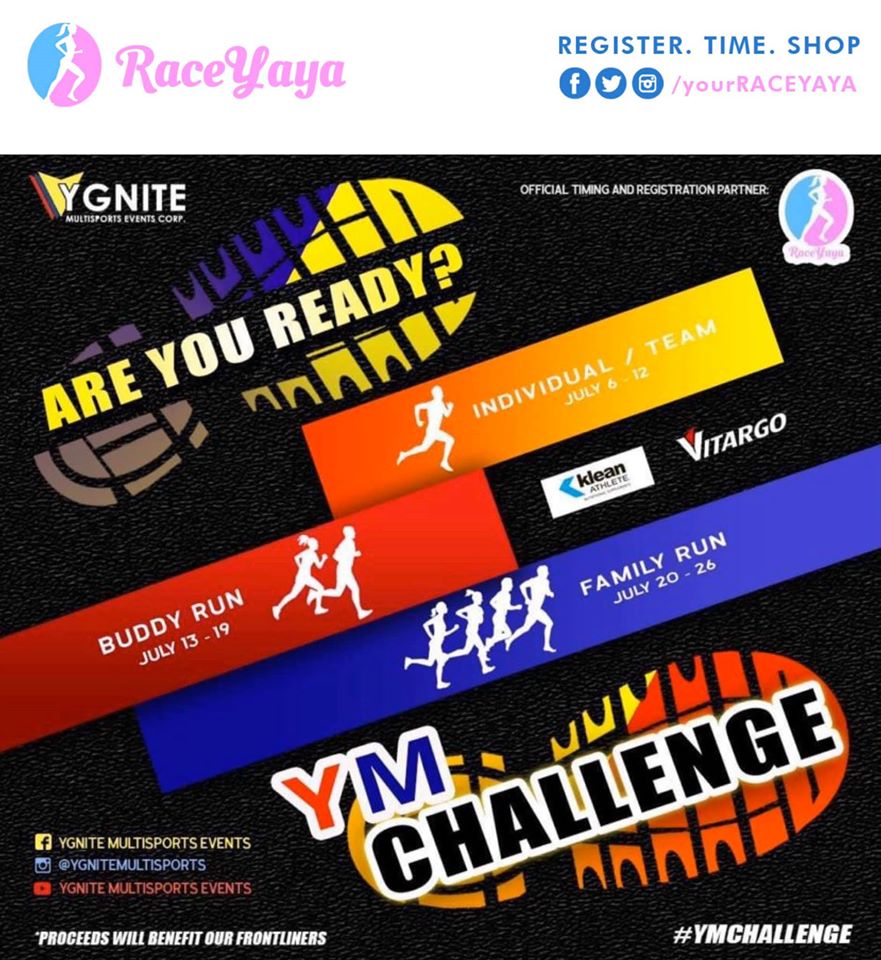 RaceYaya
REGISTER. TIME. SHOP
/yourRACEYAYA
YGNITE
MULTISPORTS EVENTS CORP.
OFFICIAL TIMING AND REGISTRATION PARTNER:
RaceYaya
ARE YOU READY?
INDIVIDUAL / TEAM
JULY 6 - 12
VITARGO
klean
ATHLETE
BUDDY RUN
JULY 13 - 19
FAMILY RUN
JULY 20 - 26
YM
CHALLENGE
YGNITE MULTISPORTS EVENTS
@YGNITEMULTISPORTS
YGNITE MULTISPORTS EVENTS
*PROCEEDS WILL BENEFIT OUR FRONTLINERS
#YMCHALLENGE